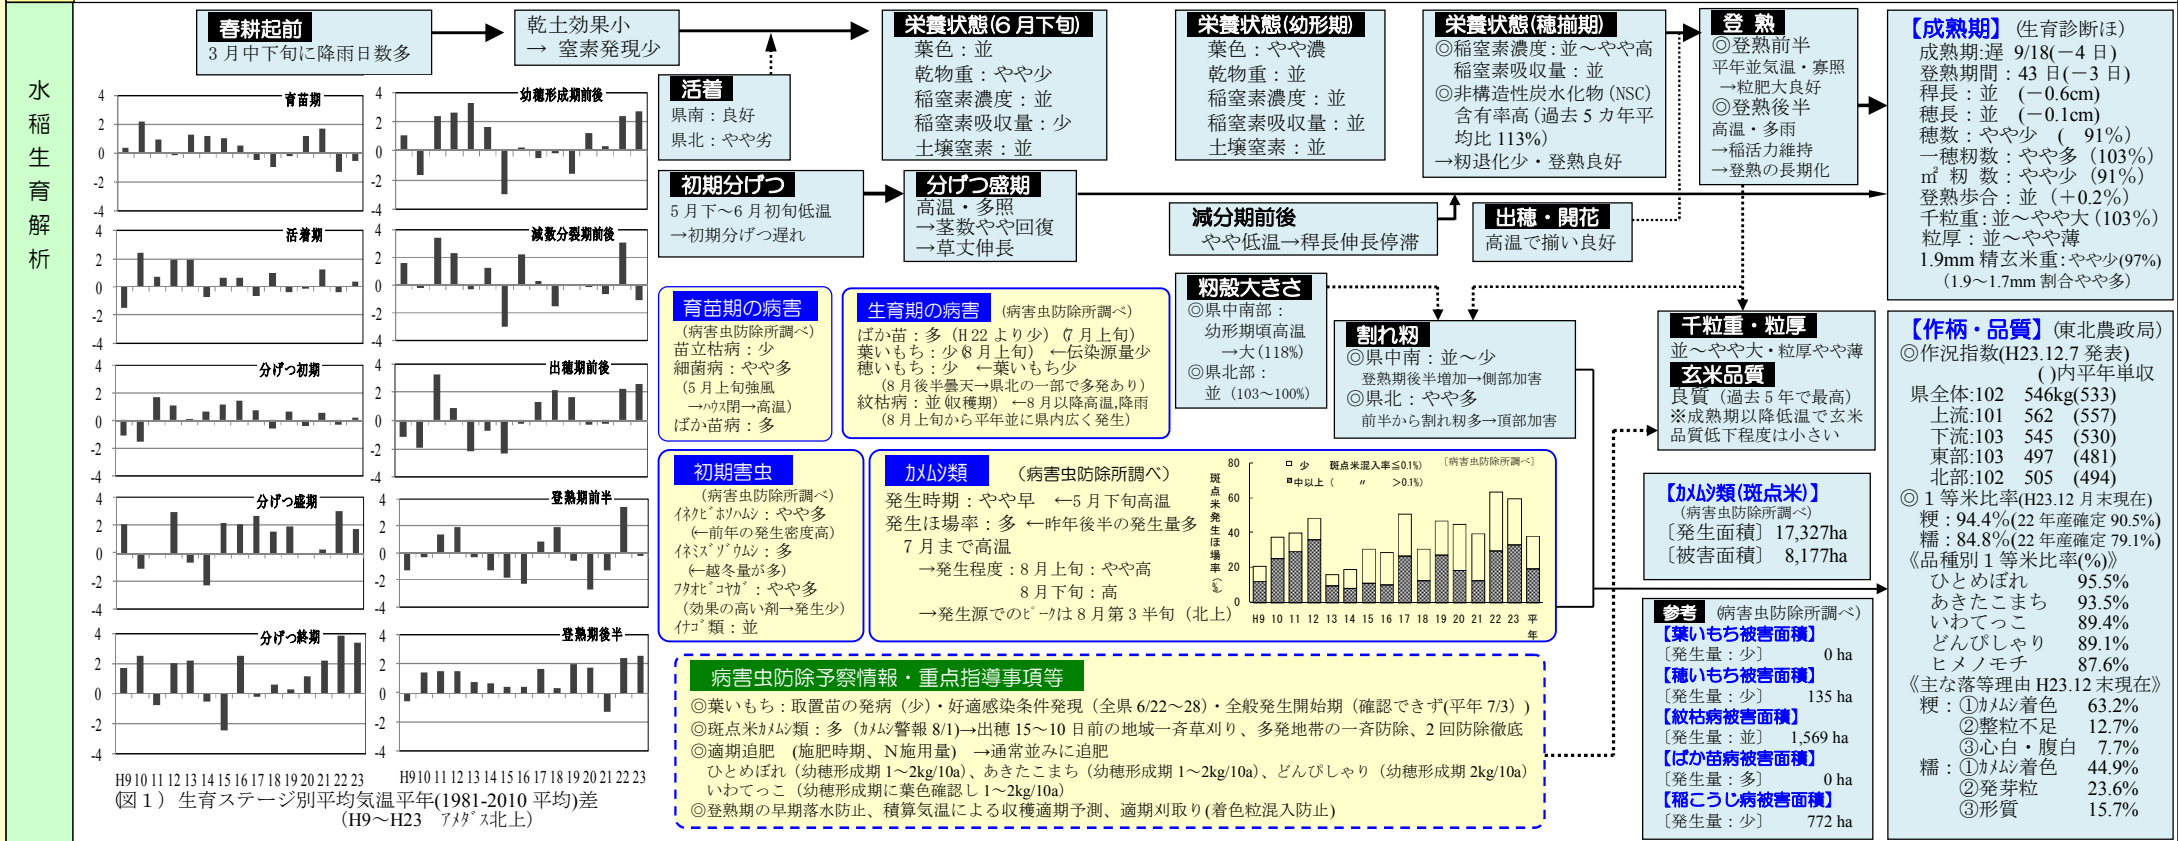 水稲生育解析
春耕起前
3月中下旬に降雨日数多
乾土効果小
→ 窒素発現少
活着
県南：良好
県北：やや劣
栄養状態(6月下旬)
葉色：並
乾物重：やや少
稲窒素濃度：並
稲窒素吸収量：少
土壌窒素：並
栄養状態(幼形期)
葉色：やや濃
乾物重：並
稲窒素濃度：並
稲窒素吸収量：並
土壌窒素：並
栄養状態(穂揃期)
◎稲窒素濃度：並～やや高
稲窒素吸収量：並
◎非構造性炭水化物(NSC)
含有率高(過去5カ年平
均比113%)
→籾退化少・登熟良好
登 熟
◎登熟前半
平年並気温・寡照
→粒肥大良好
◎登熟後半
高温・多雨
→稲活力維持
→登熟の長期化
【成熟期】(生育診断ほ)
成熟期:遅 9/18(－4日)
登熟期間：43日(－3日)
稈長：並 (－0.6cm)
穂長：並 (－0.1cm)
穂数：やや少 ( 91%)
一穂籾数：やや多 (103%)
㎡ 籾 数：やや少 (91%)
登熟歩合：並 (＋0.2%)
千粒重:並～やや大(103%)
粒厚：並～やや薄
1.9mm精玄米重:やや少(97%)
(1.9～1.7mm割合やや多)
初期分げつ
5月下～6月初旬低温
→初期分げつ遅れ
分げつ盛期
高温・多照
→茎数やや回復
→草丈伸長
減分期前後
やや低温→稈長伸長停滞
出穂・開花
高温で揃い良好
籾殻大きさ
◎県中南部：
幼形期頃高温
→大(118%)
◎県北部：
並 (103～100%)
割れ籾
◎県中南：並～少
登熟期後半増加→側部加害
◎県北：やや多
前半から割れ籾多→頂部加害
千粒重・粒厚
並～やや大・粒厚やや薄
玄米品質
良質 (過去5年で最高)
※成熟期以降低温で玄米
品質低下程度は小さい
育苗期の病害
(病害虫防除所調べ)
苗立枯病：少
細菌病：やや多
(5月上旬強風
→ﾊｳｽ閉→高温)
ばか苗病：多
生育期の病害 (病害虫防除所調べ)
ばか苗：多 (H22より少) (7月上旬)
葉いもち：少(8月上旬) ←伝染源量少
穂いもち：少 ←葉いもち少
(8月後半曇天→県北の一部で多発あり)
紋枯病：並(収穫期) ←8月以降高温,降雨
(8月上旬から平年並に県内広く発生)
初期害虫
(病害虫防除所調べ)
ｲﾈｸﾋﾞﾎｿﾊﾑｼ：やや多
(←前年の発生密度高)
ｲﾈﾐｽﾞｿﾞｳﾑｼ：多
(←越冬量が多)
ﾌﾀｵﾋﾞｺﾔｶﾞ：やや多
(効果の高い剤→発生少)
ｲﾅｺﾞ類：並
ｶﾒﾑｼ類 (病害虫防除所調べ)
発生時期：やや早 ←5月下旬高温
発生ほ場率：多 ←昨年後半の発生量多
7月まで高温
→発生程度：8月上旬：やや高
8月下旬：高
→発生源でのﾋﾟｰｸは8月第3半旬 (北上)
斑点米発生ほ場率(%)
□ 少 斑点米混入率≦0.1%)
■中以上 ( 〃 ＞0.1%)
〔病害虫防除所調べ〕
80
60
40
20
0
H9 10 11 12 13 14 15 16 17 18 19 20 21 22 23 平年
病害虫防除予察情報・重点指導事項等
◎葉いもち：取置苗の発病 (少)・好適感染条件発現 (全県6/22～28)・全般発生開始期 (確認できず(平年7/3) )
◎斑点米ｶﾒﾑｼ類：多 (ｶﾒﾑｼ警報8/1)→出穂15～10日前の地域一斉草刈り、多発地帯の一斉防除、2回防除徹底
◎適期追肥 (施肥時期、N施用量) →通常並みに追肥
ひとめぼれ (幼穂形成期1～2kg/10a)、あきたこまち (幼穂形成期1～2kg/10a)、どんぴしゃり (幼穂形成期2kg/10a)
いわてっこ (幼穂形成期に葉色確認し1～2kg/10a)
◎登熟期の早期落水防止、積算気温による収穫適期予測、適期刈取り(着色粒混入防止)
【ｶﾒﾑｼ類(斑点米)】
(病害虫防除所調べ)
〔発生面積〕17,327ha
〔被害面積〕 8,177ha
参考 (病害虫防除所調べ)
【葉いもち被害面積】
〔発生量：少〕 0 ha
【穂いもち被害面積】
〔発生量：少〕 135 ha
【紋枯病被害面積】
〔発生量：並〕 1,569 ha
【ばか苗病被害面積】
〔発生量：多〕 0 ha
【稲こうじ病被害面積】
〔発生量：少〕 772 ha
【作柄・品質】(東北農政局)
◎作況指数(H23.12.7発表)
( )内平年単収
県全体:102 546kg(533)
上流:101 562 (557)
下流:103 545 (530)
東部:103 497 (481)
北部:102 505 (494)
◎1等米比率(H23.12月末現在)
粳：94.4%(22年産確定90.5%)
糯：84.8%(22年産確定79.1%)
《品種別1等米比率(%)》
ひとめぼれ 95.5%
あきたこまち 93.5%
いわてっこ 89.4%
どんぴしゃり 89.1%
ヒメノモチ 87.6%
《主な落等理由H23.12末現在》
粳：①ｶﾒﾑｼ着色 63.2%
②整粒不足 12.7%
③心白・腹白 7.7%
糯：①ｶﾒﾑｼ着色 44.9%
②発芽粒 23.6%
③形質 15.7%
育苗期
4
2
0
-2
-4
活着期
4
2
0
-2
-4
分げつ初期
4
2
0
-2
-4
分げつ盛期
4
2
0
-2
-4
分げつ終期
4
2
0
-2
-4
H9 10 11 12 13 14 15 16 17 18 19 20 21 22 23
幼穂形成期前後
4
2
0
-2
-4
減数分裂期前後
4
2
0
-2
-4
出穂期前後
4
2
0
-2
-4
登熟期前半
4
2
0
-2
-4
登熟期後半
4
2
0
-2
-4
H9 10 11 12 13 14 15 16 17 18 19 20 21 22 23
(図1) 生育ステージ別平均気温平年(1981-2010平均)差
(H9～H23 ｱﾒﾀﾞｽ北上)